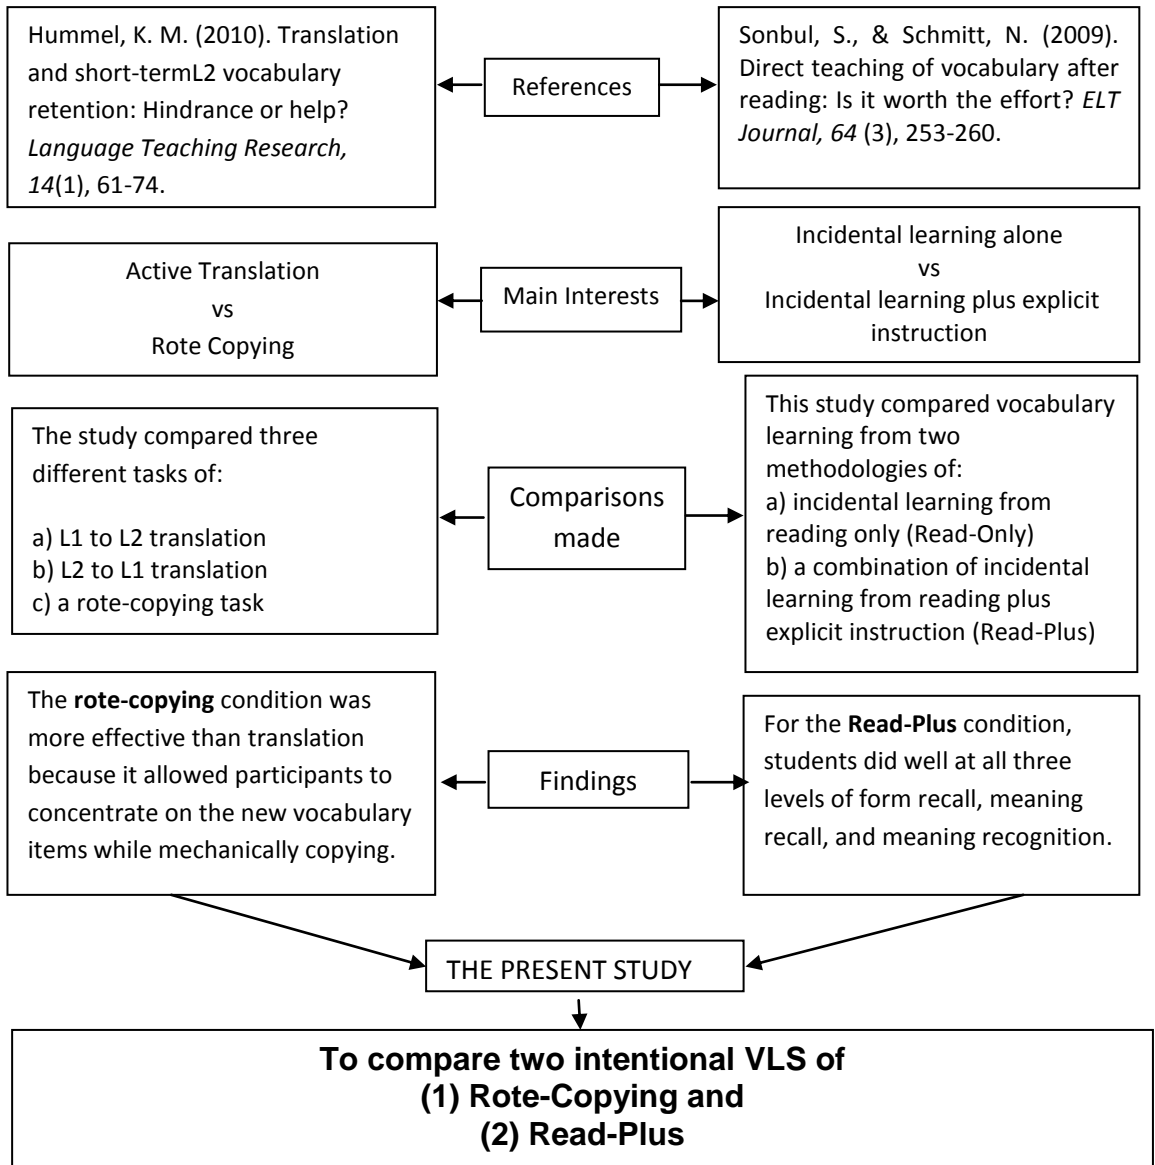 Hummel, K. M. (2010). Translation
and short-termL2 vocabulary
retention: Hindrance or help?
Language Teaching Research,
14(1), 61-74.
References
Sonbul, S., & Schmitt, N. (2009).
Direct teaching of vocabulary after
reading: Is it worth the effort? ELT
Journal, 64 (3), 253-260.
Active Translation
vs
Rote Copying
Main Interests
Incidental learning alone
vs
Incidental learning plus explicit
instruction
The study compared three
different tasks of:
a) L1 to L2 translation
b) L2 to L1 translation
c) a rote-copying task
Comparisons
made
This study compared vocabulary
learning from two
methodologies of:
a) incidental learning from
reading only (Read-Only)
b) a combination of incidental
learning from reading plus
explicit instruction (Read-Plus)
The rote-copying condition was
more effective than translation
because it allowed participants to
concentrate on the new vocabulary
items while mechanically copying.
Findings
For the Read-Plus condition,
students did well at all three
levels of form recall, meaning
recall, and meaning recognition.
THE PRESENT STUDY
To compare two intentional VLS of
(1) Rote-Copying and
(2) Read-Plus